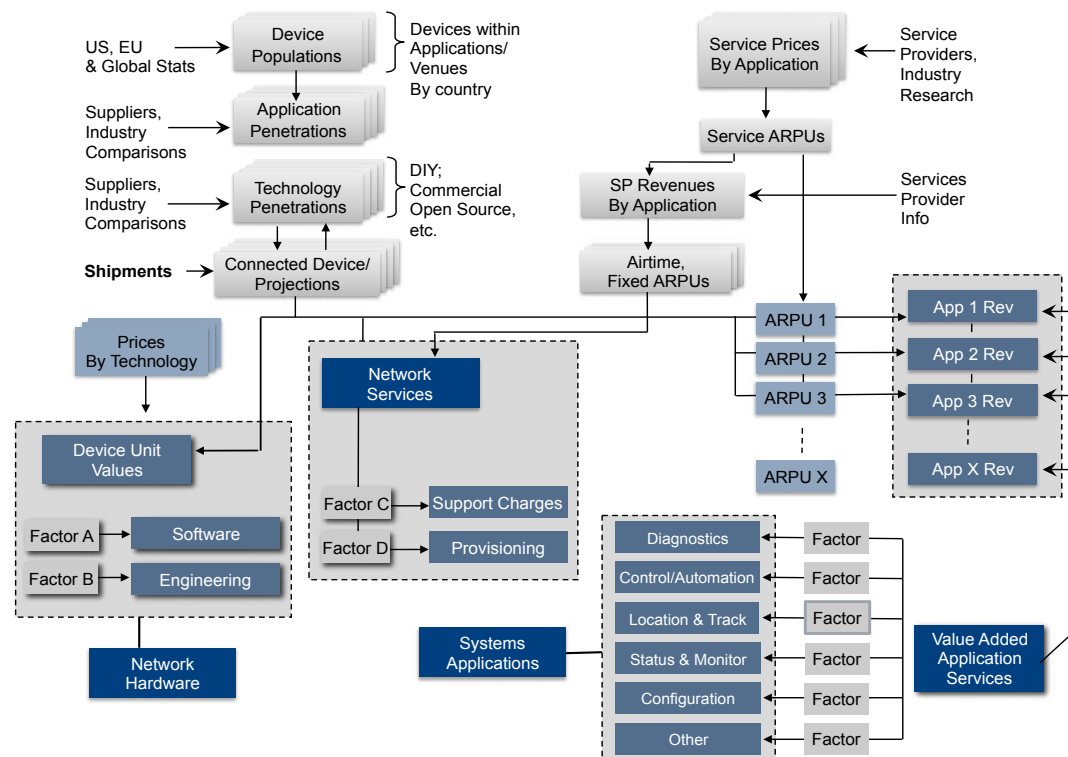 US, EU
& Global Stats
Device
Populations
Devices within
Applications/
Venues
By country
Suppliers,
Industry
Comparisons
Application
Penetrations
Suppliers,
Industry
Comparisons
Technology
Penetrations
DIY;
Commercial
Open Source,
etc.
Shipments
Connected Device/
Projections
Service Prices
By Application
Service
Providers,
Industry
Research
Service ARPUs
SP Revenues
By Application
Services
Provider
Info
Airtime,
Fixed ARPUs
Prices
By Technology
Network
Services
ARPU 1
ARPU 2
ARPU 3
ARPU X
App 1 Rev
App 2 Rev
App 3 Rev
App X Rev
Device Unit
Values
Factor A
Software
Factor B
Engineering
Network
Hardware
Factor C
Support Charges
Factor D
Provisioning
Systems
Applications
Diagnostics
Factor
Control/Automation
Factor
Location & Track
Factor
Status & Monitor
Factor
Configuration
Factor
Other
Factor
Value Added
Application
Services